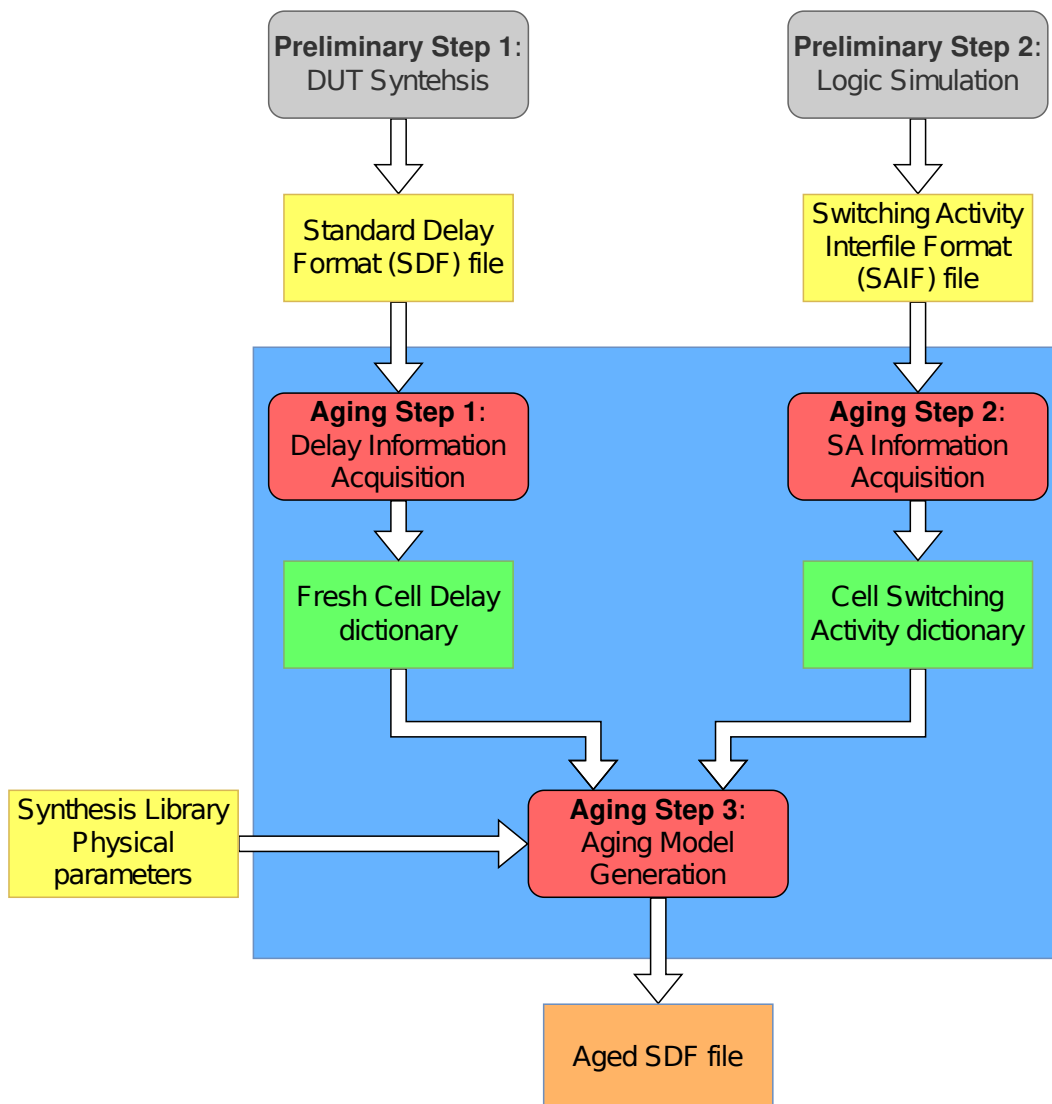 Preliminary Step 1:
DUT Syntehsis
Preliminary Step 2:
Logic Simulation
Standard Delay
Format (SDF) file
Switching Activity
Interfile Format
(SAIF) file
Aging Step 1:
Delay Information
Acquisition
Aging Step 2:
SA Information
Acquisition
Fresh Cell Delay
dictionary
Cell Switching
Activity dictionary
Synthesis Library
Physical
parameters
Aging Step 3:
Aging Model
Generation
Aged SDF file